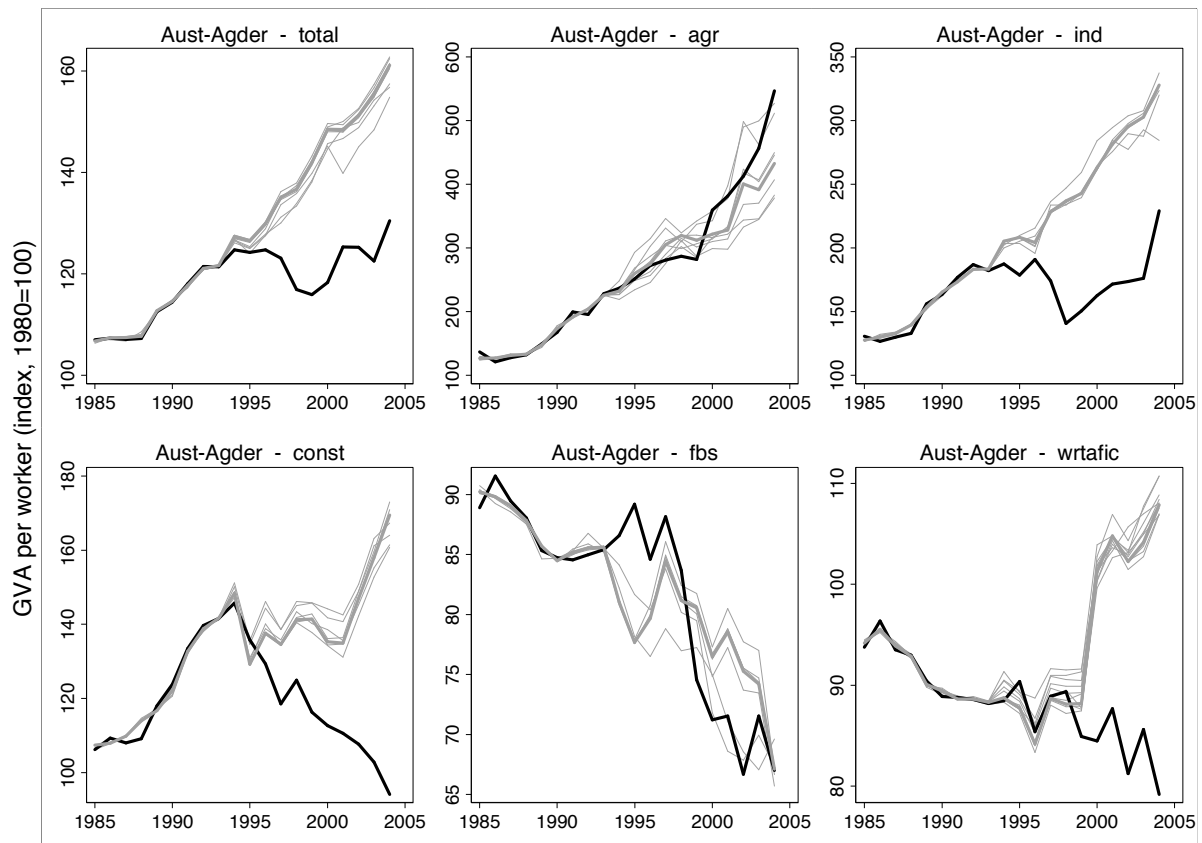 GVA per worker (index, 1980=100)
Aust-Agder - total
100 120 140 160
1985 1990 1995 2000 2005
Aust-Agder - agr
100 200 300 400 500 600
1985 1990 1995 2000 2005
Aust-Agder - ind
100 150 200 250 300 350
1985 1990 1995 2000 2005
Aust-Agder - const
100 120 140 160 180
1985 1990 1995 2000 2005
Aust-Agder - fbs
65 70 75 80 85 90
1985 1990 1995 2000 2005
Aust-Agder - wrtafic
80 90 100 110
1985 1990 1995 2000 2005